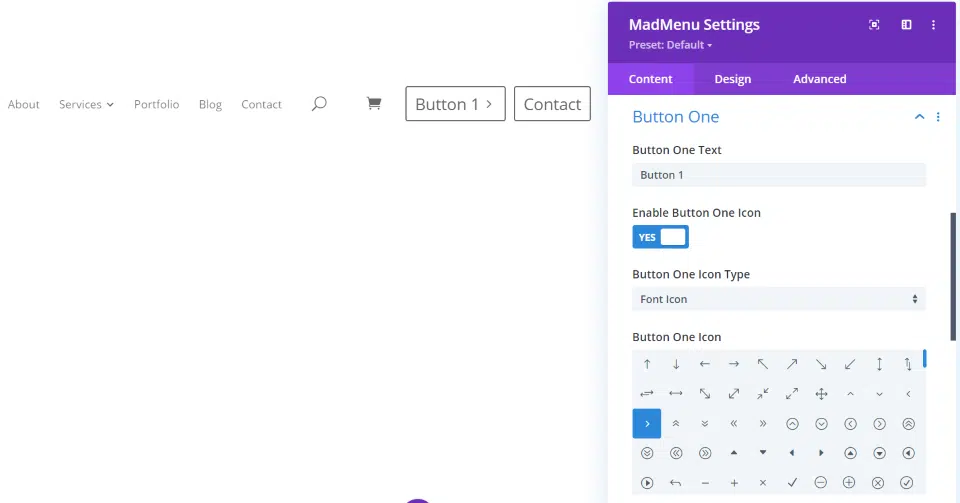 About Services Portfolio Blog Contact Button 1 Contact
MadMenu Settings
Preset: Default
Content Design Advanced
Button One
Button One Text
Button 1
Enable Button One Icon
YES
Button One Icon Type
Font Icon
Button One Icon